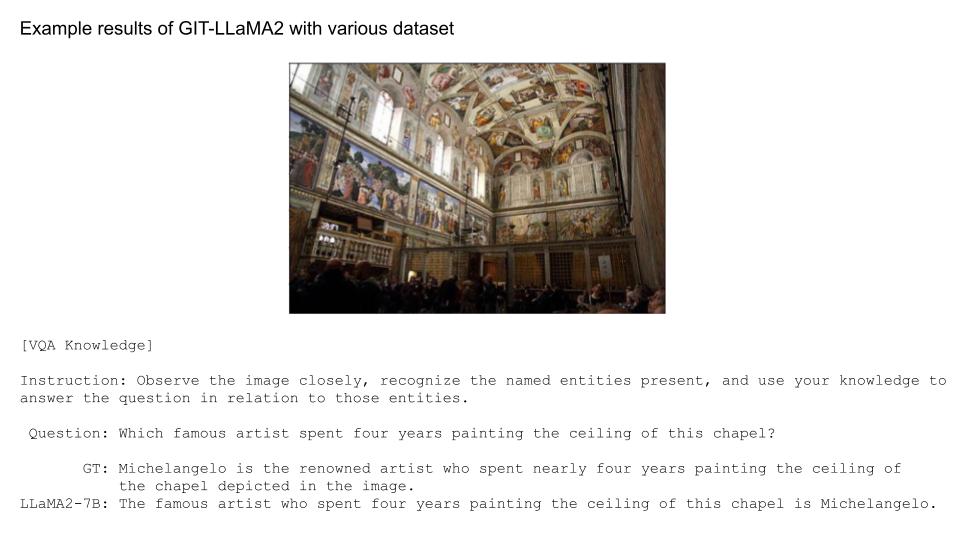 Example results of GIT-LLaMA2 with various dataset
[VQA Knowledge]
Instruction: Observe the image closely, recognize the named entities present, and use your knowledge to
answer the question in relation to those entities.
Question: Which famous artist spent four years painting the ceiling of this chapel?
GT: Michelangelo is the renowned artist who spent nearly four years painting the ceiling of
the chapel depicted in the image.
LLaMA2-7B: The famous artist who spent four years painting the ceiling of this chapel is Michelangelo.